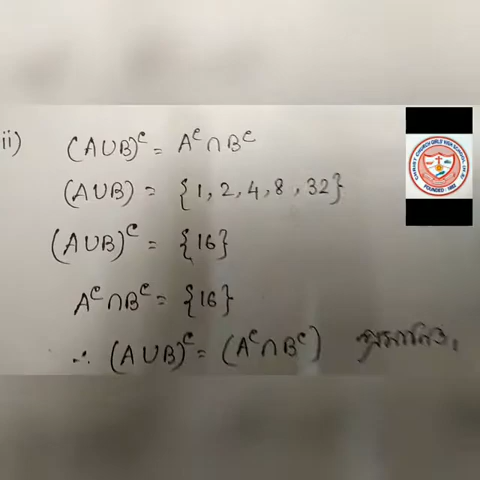 ii) (A∪B)ᶜ = Aᶜ∩Bᶜ
(A∪B) = {1, 2, 4, 8, 32}
(A∪B)ᶜ = {16}
Aᶜ∩Bᶜ = {16}
∴ (A∪B)ᶜ = (Aᶜ∩Bᶜ) প্রমানিত,